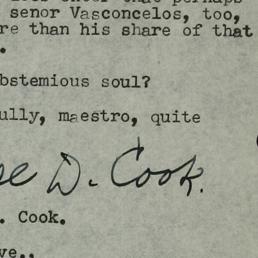 senor Vasconcelos, too,
re than his share of that
.
bstemious soul?
ully, maestro, quite
D. Cook.
. Cook.
ve.,